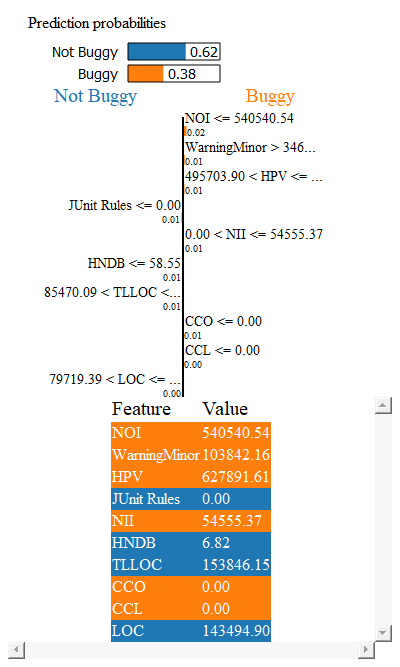 Prediction probabilities
Not Buggy 0.62
Buggy 0.38
Not Buggy Buggy
NOI <= 540540.54
0.02
WarningMinor > 346...
0.01
495703.90 < HPV <= ...
0.01
JUnit Rules <= 0.00
0.01
0.00 < NII <= 54555.37
0.01
HNDB <= 58.55
0.01
85470.09 < TLLOC <...
0.01
CCO <= 0.00
0.01
CCL <= 0.00
0.00
79719.39 < LOC <= ...
0.00
Feature Value
NOI 540540.54
WarningMinor 103842.16
HPV 627891.61
JUnit Rules 0.00
NII 54555.37
HNDB 6.82
TLLOC 153846.15
CCO 0.00
CCL 0.00
LOC 143494.90